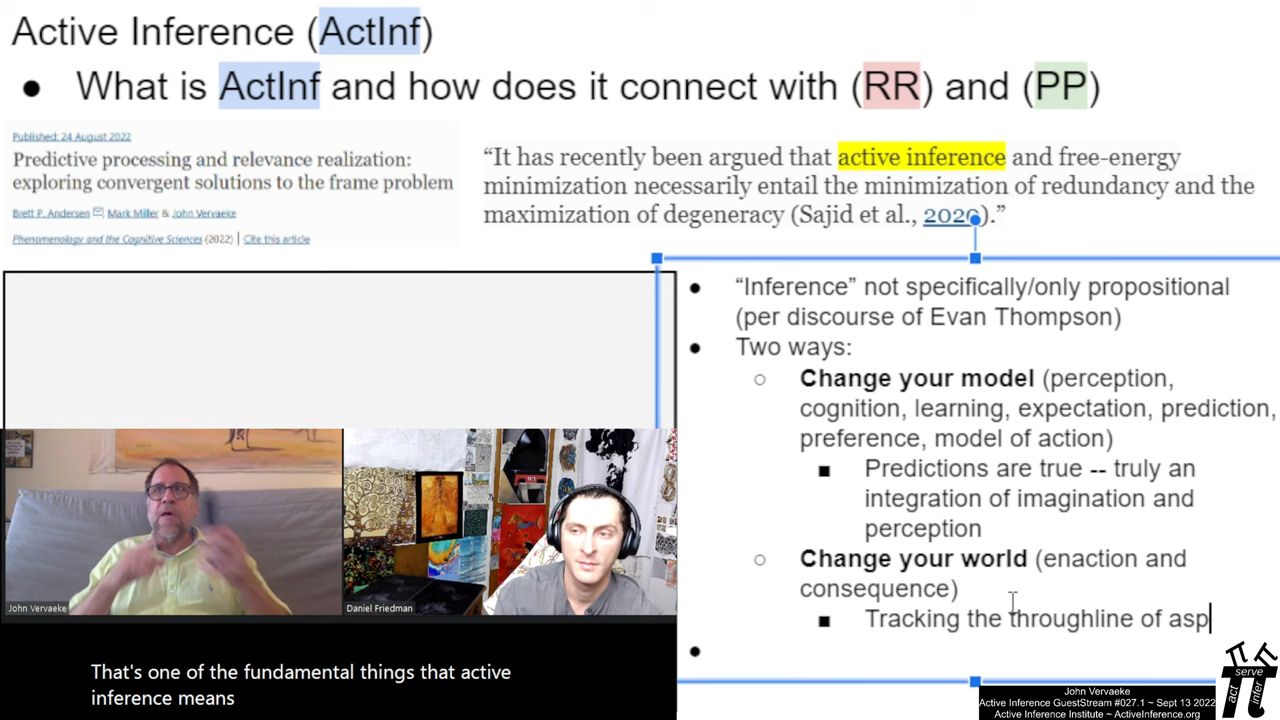 Active Inference (ActInf)
● What is ActInf and how does it connect with (RR) and (PP)
Published: 24 August 2022
Predictive processing and relevance realization:
exploring convergent solutions to the frame problem
Brett P. Andersen, Mark Miller & John Vervaeke
Phenomenology and the Cognitive Sciences (2022) | Cite this article
“It has recently been argued that active inference and free-energy
minimization necessarily entail the minimization of redundancy and the
maximization of degeneracy (Sajid et al., 2020).”
● “Inference” not specifically/only propositional
(per discourse of Evan Thompson)
● Two ways:
○ Change your model (perception,
cognition, learning, expectation, prediction,
preference, model of action)
■ Predictions are true -- truly an
integration of imagination and
perception
○ Change your world (enaction and
consequence)
■ Tracking the throughline of asp
●
John Vervaeke
Daniel Friedman
That's one of the fundamental things that active
inference means
John Vervaeke
Active Inference GuestStream #027.1 ~ Sept 13 2022
Active Inference Institute ~ ActiveInference.org
π π
serve
act infer